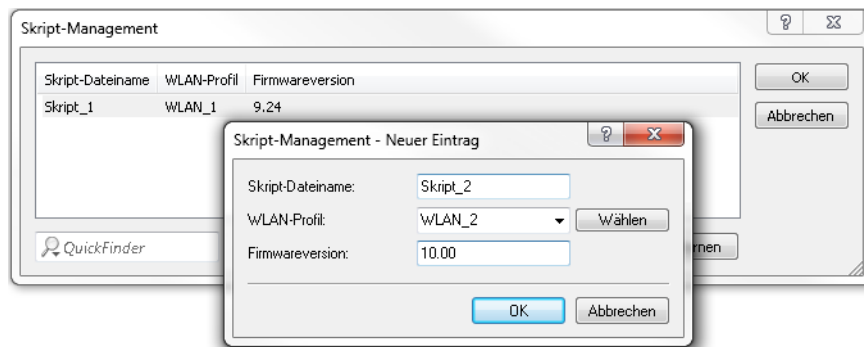 Skript-Management
Skript-Dateiname WLAN-Profil Firmwareversion
Skript_1 WLAN_1 9.24
OK
Abbrechen
QuickFinder
Skript-Management - Neuer Eintrag
Skript-Dateiname: Skript_2
WLAN-Profil: WLAN_2 Wählen
Firmwareversion: 10.00
OK Abbrechen